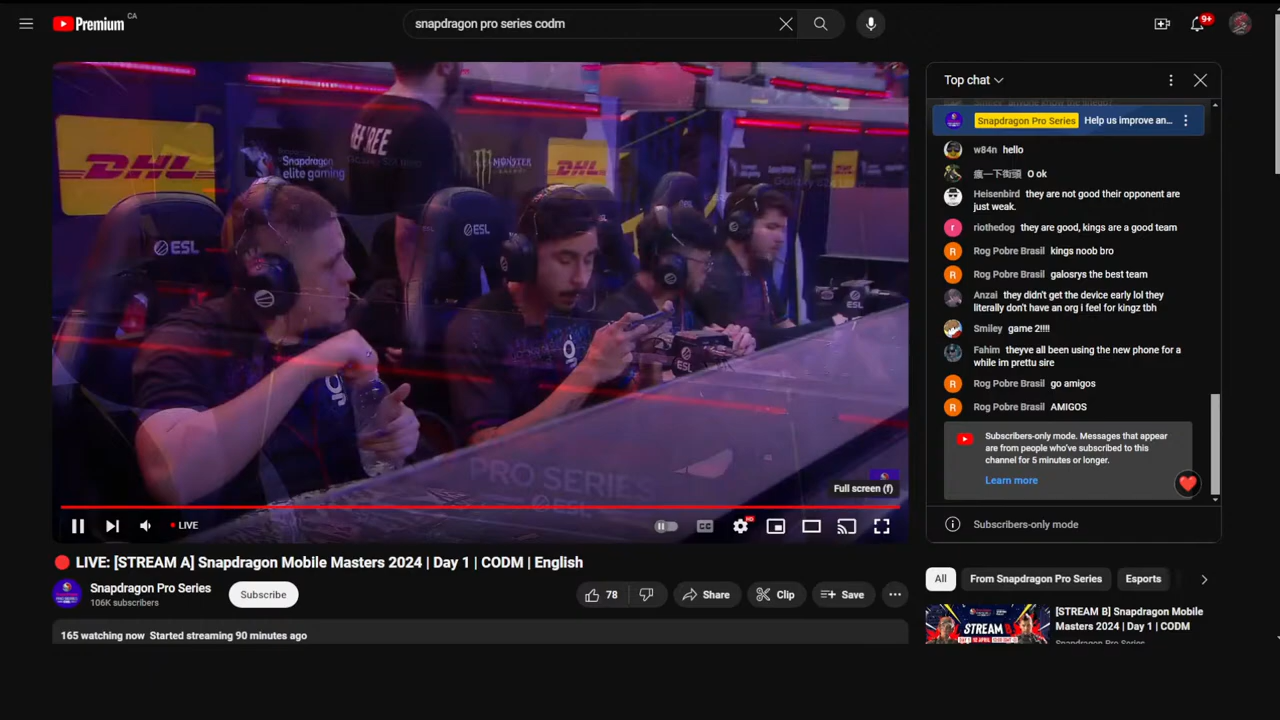 Premium CA
snapdragon pro series codm
9+
REFEREE
DHL
Snapdragon
elite gaming
MONSTER
DHL
ESL
ESL
ESL
ESL
PRO SERIES
ESL
Full screen (f)
LIVE
CC
HD
LIVE: [STREAM A] Snapdragon Mobile Masters 2024 | Day 1 | CODM | English
Snapdragon Pro Series
106K subscribers
Subscribe
78
Share
Clip
Save
165 watching now Started streaming 90 minutes ago
Top chat
Snapdragon Pro Series Help us improve an...
w84n hello
瘋一下街頭 O ok
Heisenbird they are not good their opponent are
just weak.
r riothedog they are good, kings are a good team
R Rog Pobre Brasil kings noob bro
R Rog Pobre Brasil galosrys the best team
Anzai they didn't get the device early lol they
literally don't have an org i feel for kingz tbh
Smiley game 2!!!!
Fahim theyve all been using the new phone for a
while im prettu sire
R Rog Pobre Brasil go amigos
R Rog Pobre Brasil AMIGOS
Subscribers-only mode. Messages that appear
are from people who've subscribed to this
channel for 5 minutes or longer.
Learn more
Subscribers-only mode
All
From Snapdragon Pro Series
Esports
STREAM B
[STREAM B] Snapdragon Mobile
Masters 2024 | Day 1 | CODM
Snapdragon Pro Series